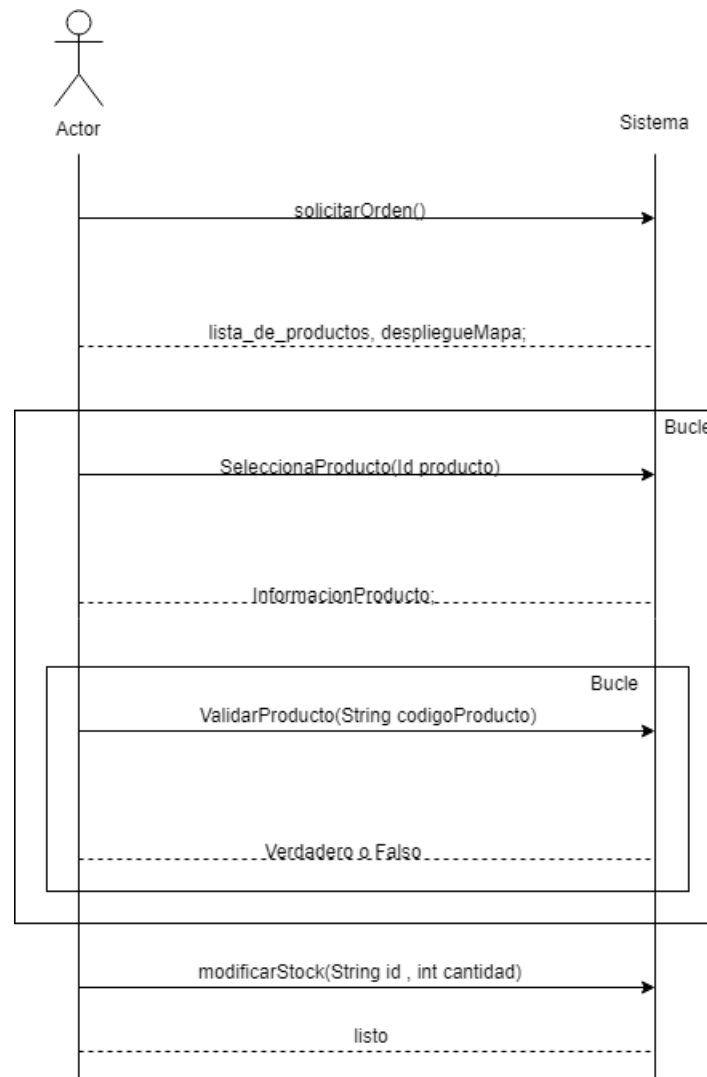 Actor
Sistema
solicitarOrden()
lista_de_productos, despliegueMapa;
Bucle
SeleccionaProducto(Id producto)
InformacionProducto;
Bucle
ValidarProducto(String codigoProducto)
Verdadero o Falso
modificarStock(String id , int cantidad)
listo